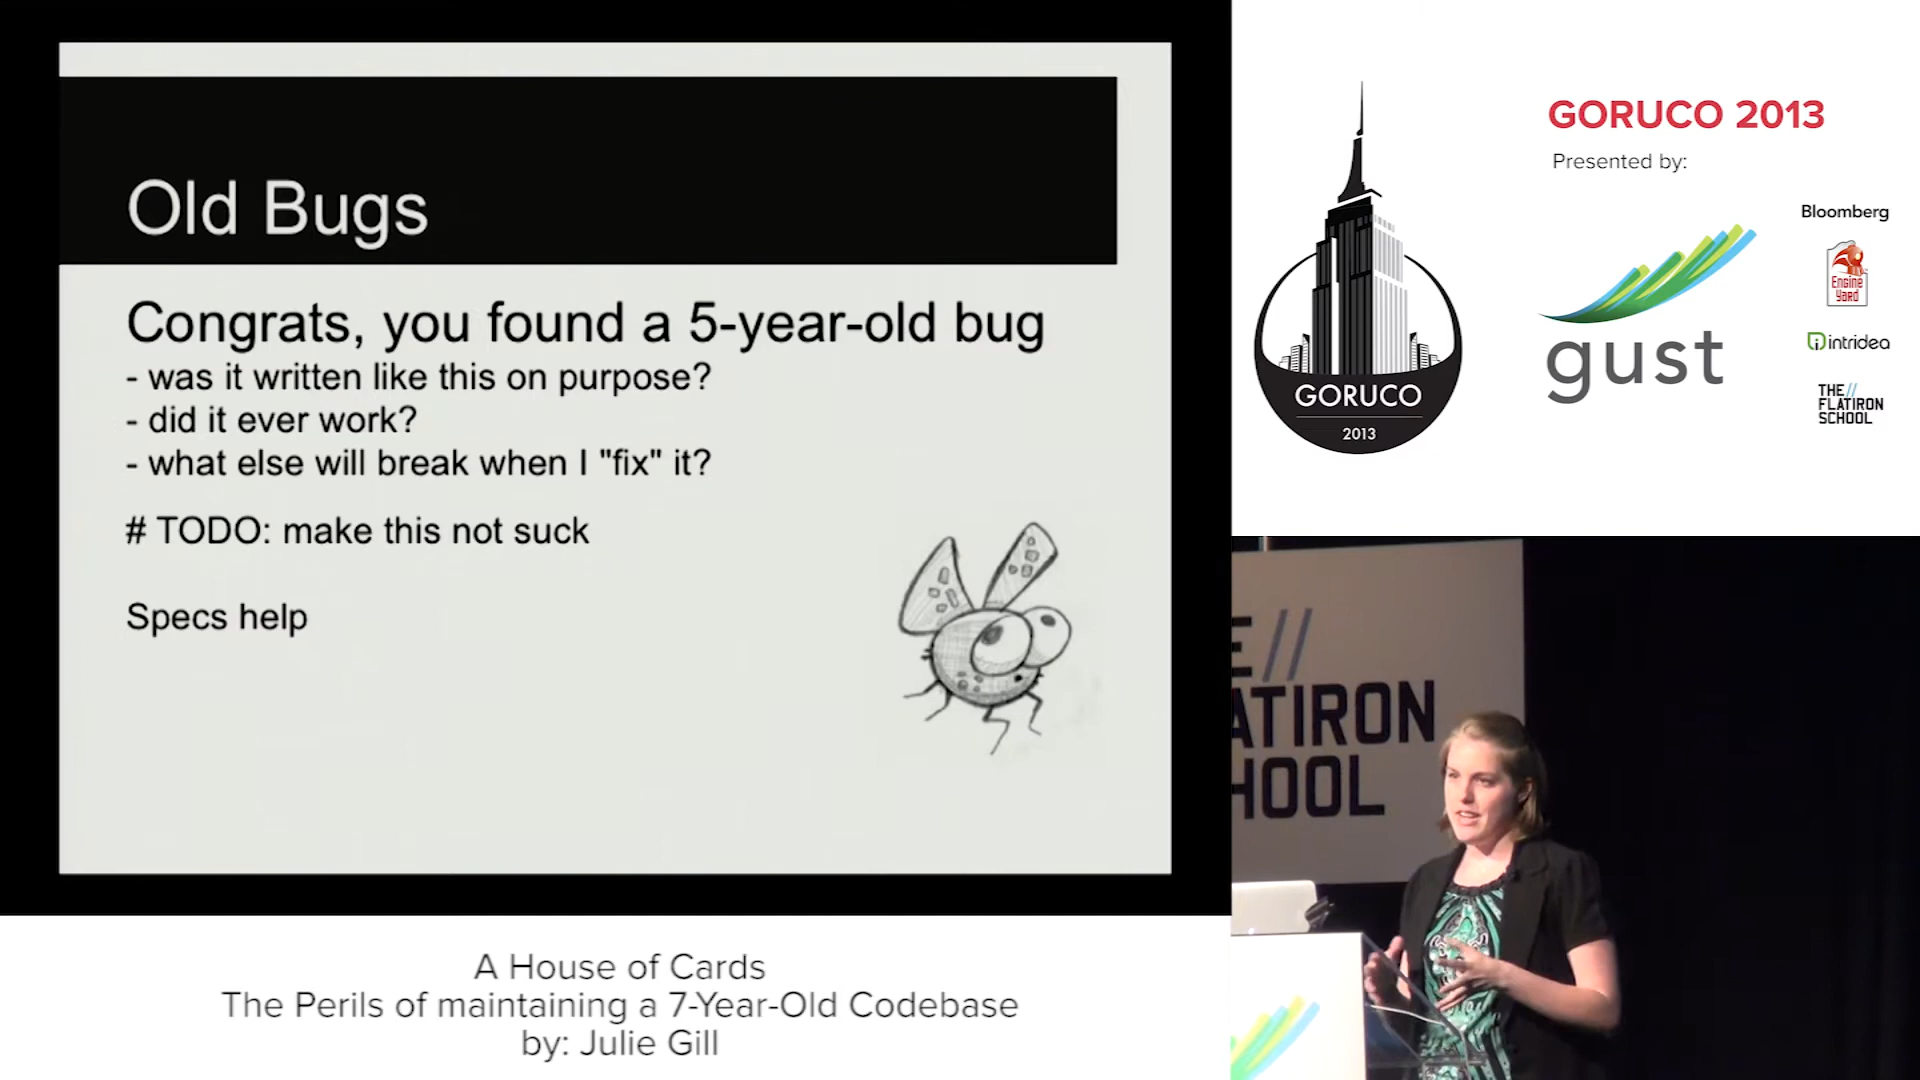 Old Bugs
Congrats, you found a 5-year-old bug
- was it written like this on purpose?
- did it ever work?
- what else will break when I "fix" it?
# TODO: make this not suck
Specs help
GORUCO
2013
GORUCO 2013
Presented by:
gust
Bloomberg
Engine
Yard
intridea
THE//
FLATIRON
SCHOOL
E//
ATIRON
HOOL
A House of Cards
The Perils of maintaining a 7-Year-Old Codebase
by: Julie Gill